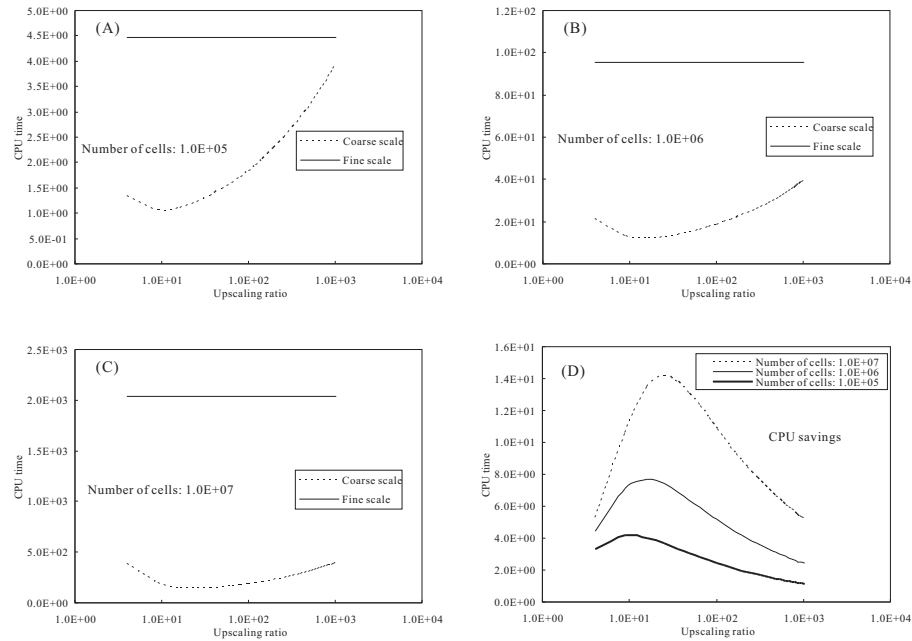 (A)
5.0E+00
4.5E+00
4.0E+00
3.5E+00
3.0E+00
2.5E+00
2.0E+00
1.5E+00
1.0E+00
5.0E-01
0.0E+00
CPU time
Number of cells: 1.0E+05
Coarse scale
Fine scale
1.0E+00 1.0E+01 1.0E+02 1.0E+03 1.0E+04
Upscaling ratio
(B)
1.2E+02
1.0E+02
8.0E+01
6.0E+01
4.0E+01
2.0E+01
0.0E+00
CPU time
Number of cells: 1.0E+06
Coarse scale
Fine scale
1.0E+00 1.0E+01 1.0E+02 1.0E+03 1.0E+04
Upscaling ratio
(C)
2.5E+03
2.0E+03
1.5E+03
1.0E+03
5.0E+02
0.0E+00
CPU time
Number of cells: 1.0E+07
Coarse scale
Fine scale
1.0E+00 1.0E+01 1.0E+02 1.0E+03 1.0E+04
Upscaling ratio
(D)
1.6E+01
1.4E+01
1.2E+01
1.0E+01
8.0E+00
6.0E+00
4.0E+00
2.0E+00
0.0E+00
CPU time
Number of cells: 1.0E+07
Number of cells: 1.0E+06
Number of cells: 1.0E+05
CPU savings
1.0E+00 1.0E+01 1.0E+02 1.0E+03 1.0E+04
Upscaling ratio